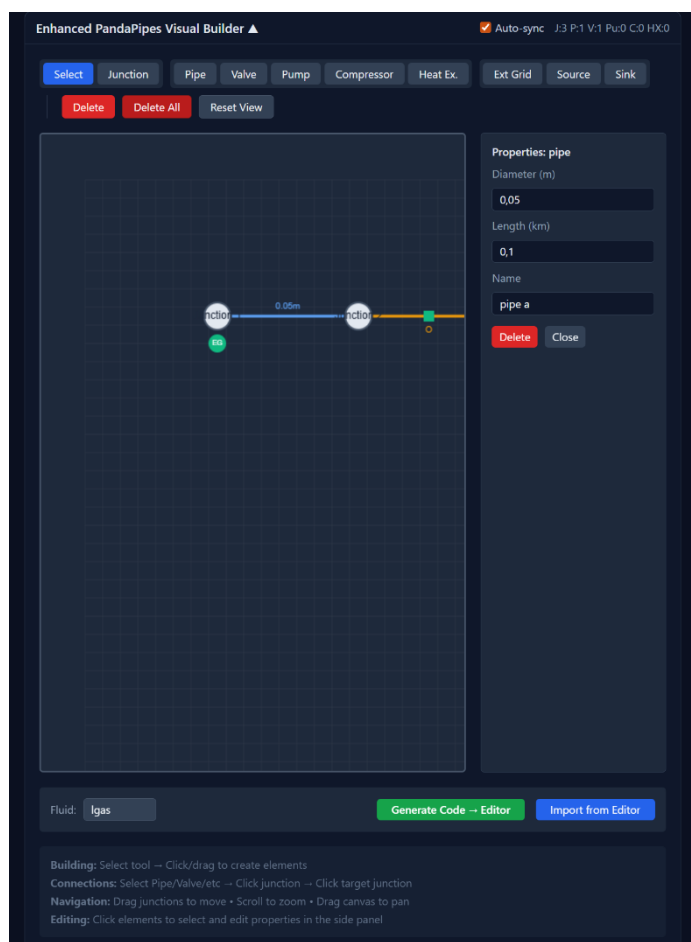 Enhanced PandaPipes Visual Builder ▲
Auto-sync J:3 P:1 V:1 Pu:0 C:0 HX:0
Select Junction Pipe Valve Pump Compressor Heat Ex. Ext Grid Source Sink
Delete Delete All Reset View
Properties: pipe
Diameter (m)
0,05
Length (km)
0,1
Name
pipe a
Delete Close
0.05m
nction
nction
O
EG
Fluid: lgas
Generate Code → Editor Import from Editor
Building: Select tool → Click/drag to create elements
Connections: Select Pipe/Valve/etc → Click junction → Click target junction
Navigation: Drag junctions to move • Scroll to zoom • Drag canvas to pan
Editing: Click elements to select and edit properties in the side panel